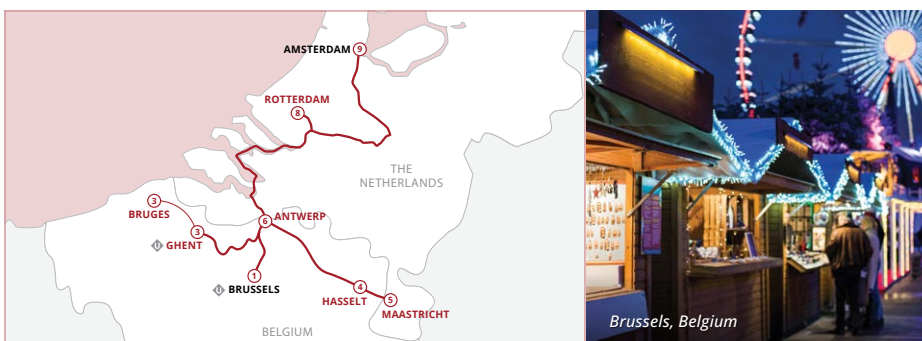 AMSTERDAM 9
ROTTERDAM
8
THE
NETHERLANDS
3
BRUGES
3
GHENT
U
6 ANTWERP
1
U BRUSSELS
4
HASSELT
5
MAASTRICHT
BELGIUM
Brussels, Belgium